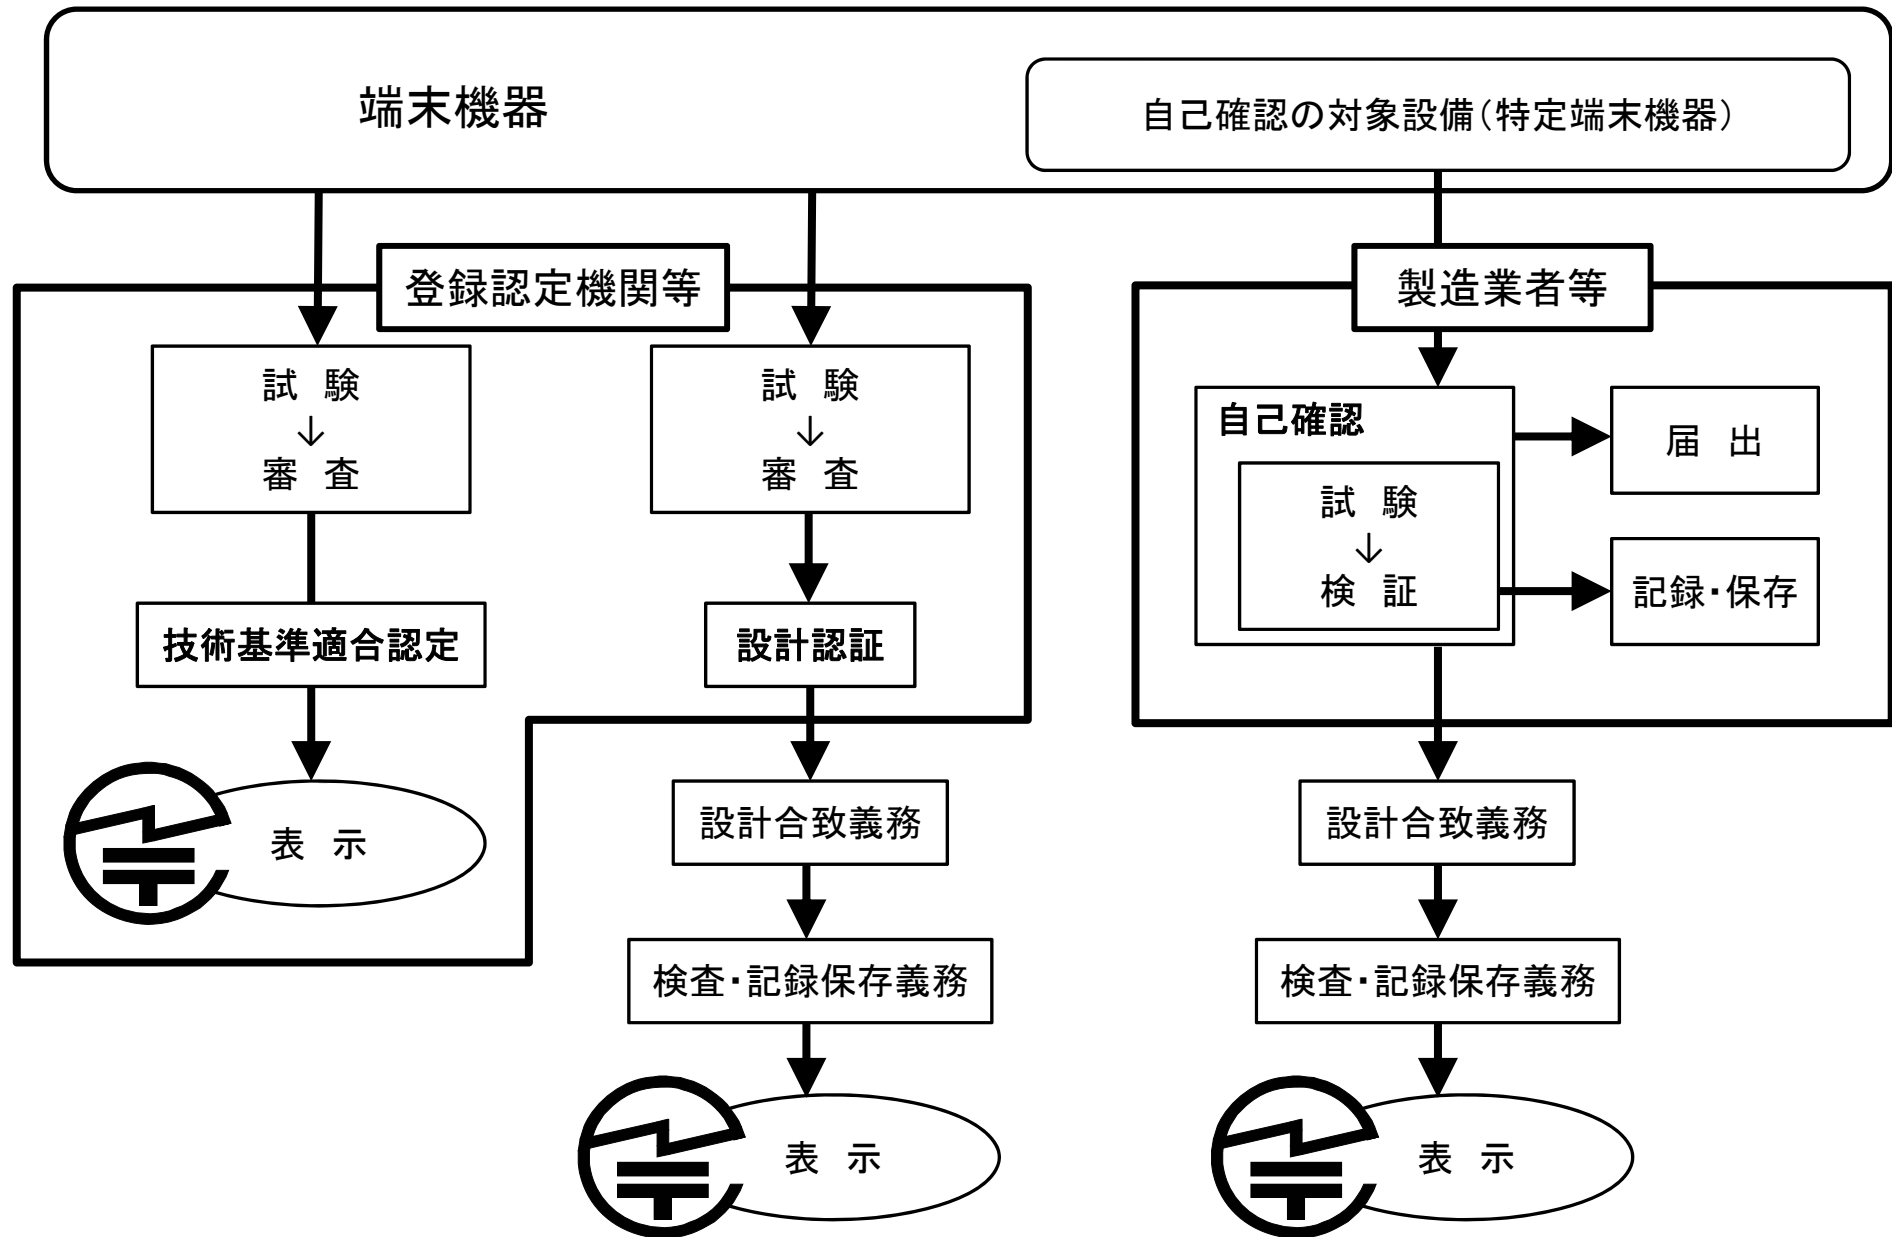 端末機器
自己確認の対象設備（特定端末機器）
登録認定機関等
製造業者等
試 験
↓
審 査
試 験
↓
審 査
自己確認
試 験
↓
検 証
届 出
記録・保存
技術基準適合認定
設計認証
表 示
設計合致義務
設計合致義務
検査・記録保存義務
検査・記録保存義務
表 示
表 示